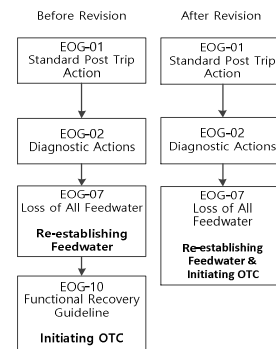 Before Revision
EOG-01
Standard Post Trip
Action
EOG-02
Diagnostic Actions
EOG-07
Loss of All Feedwater
Re-establishing
Feedwater
EOG-10
Functional Recovery
Guideline
Initiating OTC
After Revision
EOG-01
Standard Post Trip
Action
EOG-02
Diagnostic Actions
EOG-07
Loss of All
Feedwater
Re-establishing
Feedwater &
Initiating OTC